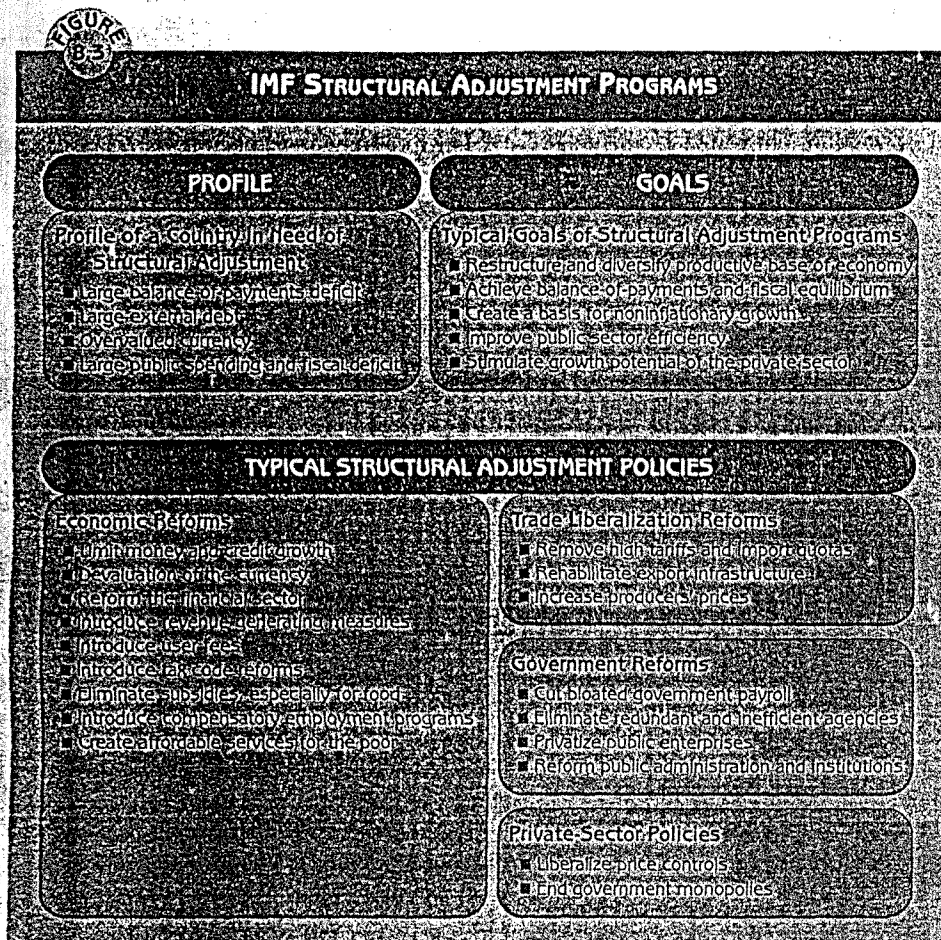 FIGURE
8-3
IMF STRUCTURAL ADJUSTMENT PROGRAMS
PROFILE
Profile of a Country in Need of
Structural Adjustment
■ Large balance-of-payments deficit
■ Large external debt
■ Overvalued currency
■ Large public spending and fiscal deficit
GOALS
Typical Goals of Structural Adjustment Programs
■ Restructure and diversify productive base of economy
■ Achieve balance-of-payments and fiscal equilibrium
■ Create a basis for noninflationary growth
■ Improve public sector efficiency
■ Stimulate growth potential of the private sector
TYPICAL STRUCTURAL ADJUSTMENT POLICIES
Economic Reforms
■ Limit money and credit growth
■ Devaluation of the currency
■ Reform the financial sector
■ Introduce revenue-generating measures
■ Introduce user fees
■ Introduce tax code reforms
■ Eliminate subsidies, especially for food
■ Introduce compensatory employment programs
■ Create affordable services for the poor
Trade Liberalization Reforms
■ Remove high tariffs and import quotas
■ Rehabilitate export infrastructure
■ Increase producers' prices
Government Reforms
■ Cut bloated government payroll
■ Eliminate redundant and inefficient agencies
■ Privatize public enterprises
■ Reform public administration and institutions
Private-Sector Policies
■ Liberalize price controls
■ End government monopolies